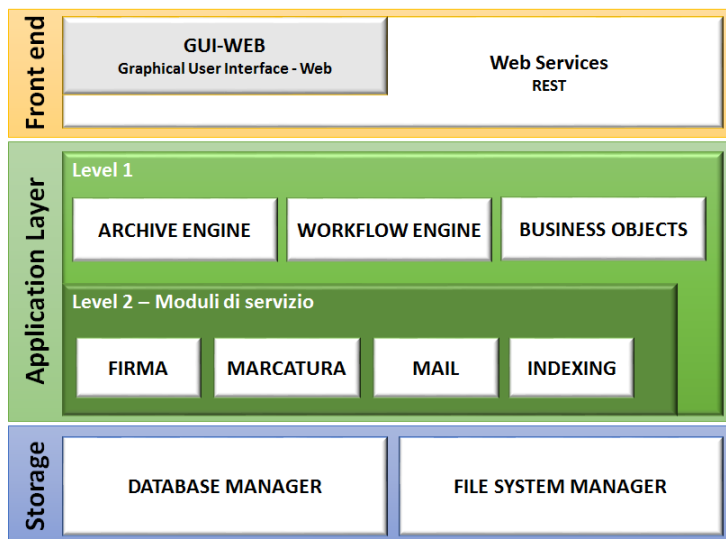 Front end
GUI-WEB
Graphical User Interface - Web
Web Services
REST
Application Layer
Level 1
ARCHIVE ENGINE
WORKFLOW ENGINE
BUSINESS OBJECTS
Level 2 – Moduli di servizio
FIRMA
MARCATURA
MAIL
INDEXING
Storage
DATABASE MANAGER
FILE SYSTEM MANAGER